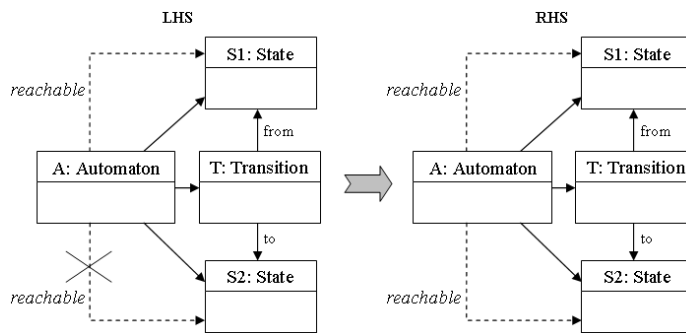 LHS
RHS
S1: State
reachable
from
A: Automaton
T: Transition
to
S2: State
reachable
S1: State
reachable
from
A: Automaton
T: Transition
to
S2: State
reachable